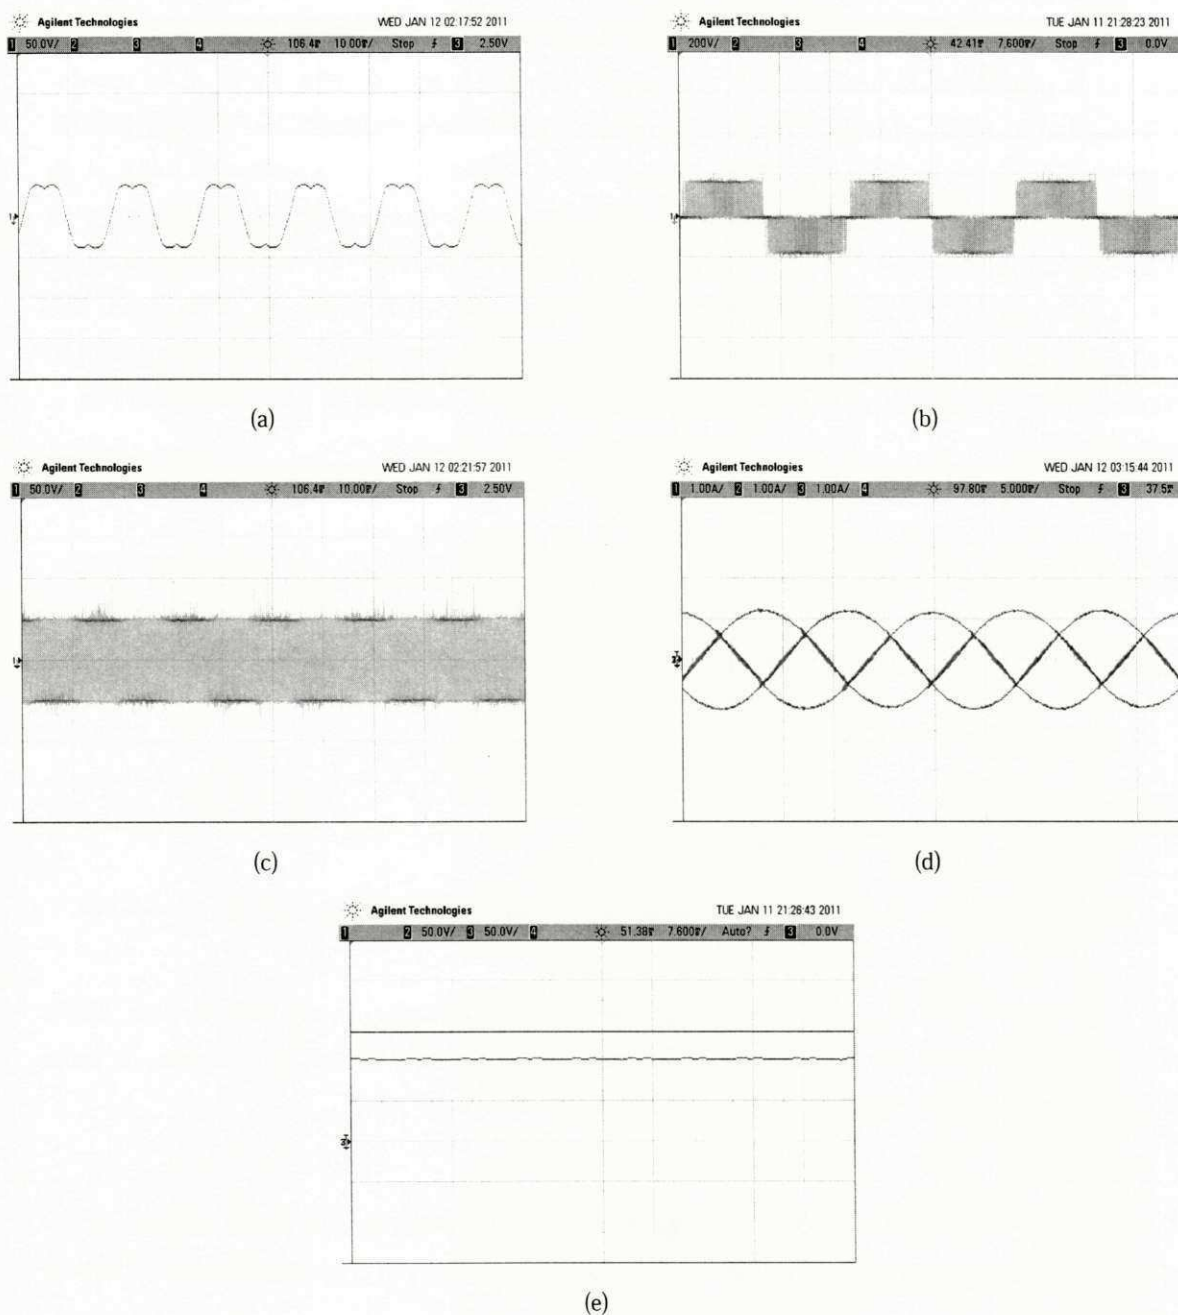 Agilent Technologies WED JAN 12 02:17:52 2011
1 50.0V/ 2 3 4 106.4 10.00 / Stop 3 2.50V
(a)
Agilent Technologies TUE JAN 11 21:28:23 2011
1 200V/ 2 3 4 42.41 7.600 / Stop 3 0.0V
(b)
Agilent Technologies WED JAN 12 02:21:57 2011
1 50.0V/ 2 3 4 106.4 10.00 / Stop 3 2.50V
(c)
Agilent Technologies WED JAN 12 03:15:44 2011
1 1.00A/ 2 1.00A/ 3 1.00A/ 4 97.80 5.000 / Stop 3 37.5
(d)
Agilent Technologies TUE JAN 11 21:26:43 2011
1 2 50.0V/ 3 50.0V/ 4 51.38 7.600 / Auto? 3 0.0V
(e)